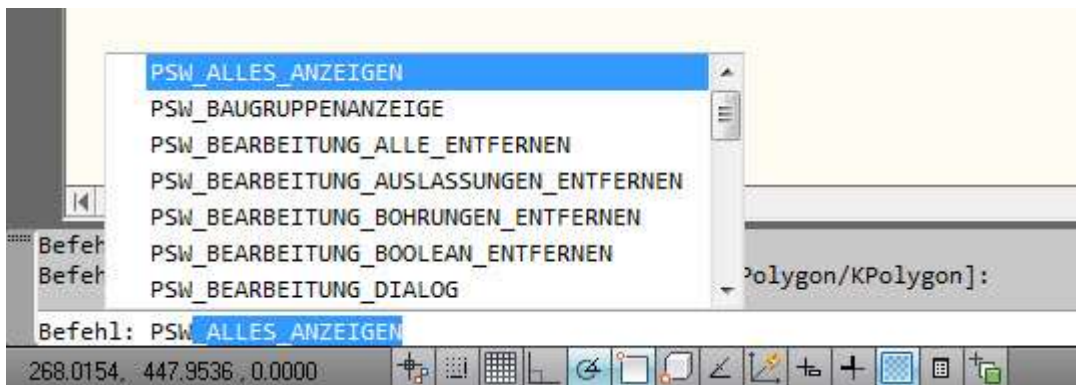 PSW_ALLES_ANZEIGEN
PSW_BAUGRUPPENANZEIGE
PSW_BEARBEITUNG_ALLE_ENTFERNEN
PSW_BEARBEITUNG_AUSLASSUNGEN_ENTFERNEN
PSW_BEARBEITUNG_BOHRUNGEN_ENTFERNEN
PSW_BEARBEITUNG_BOOLEAN_ENTFERNEN
PSW_BEARBEITUNG_DIALOG
Befeh
Befeh Polygon/KPolygon]:
Befehl: PSW_ALLES_ANZEIGEN
268.0154, 447.9536, 0.0000